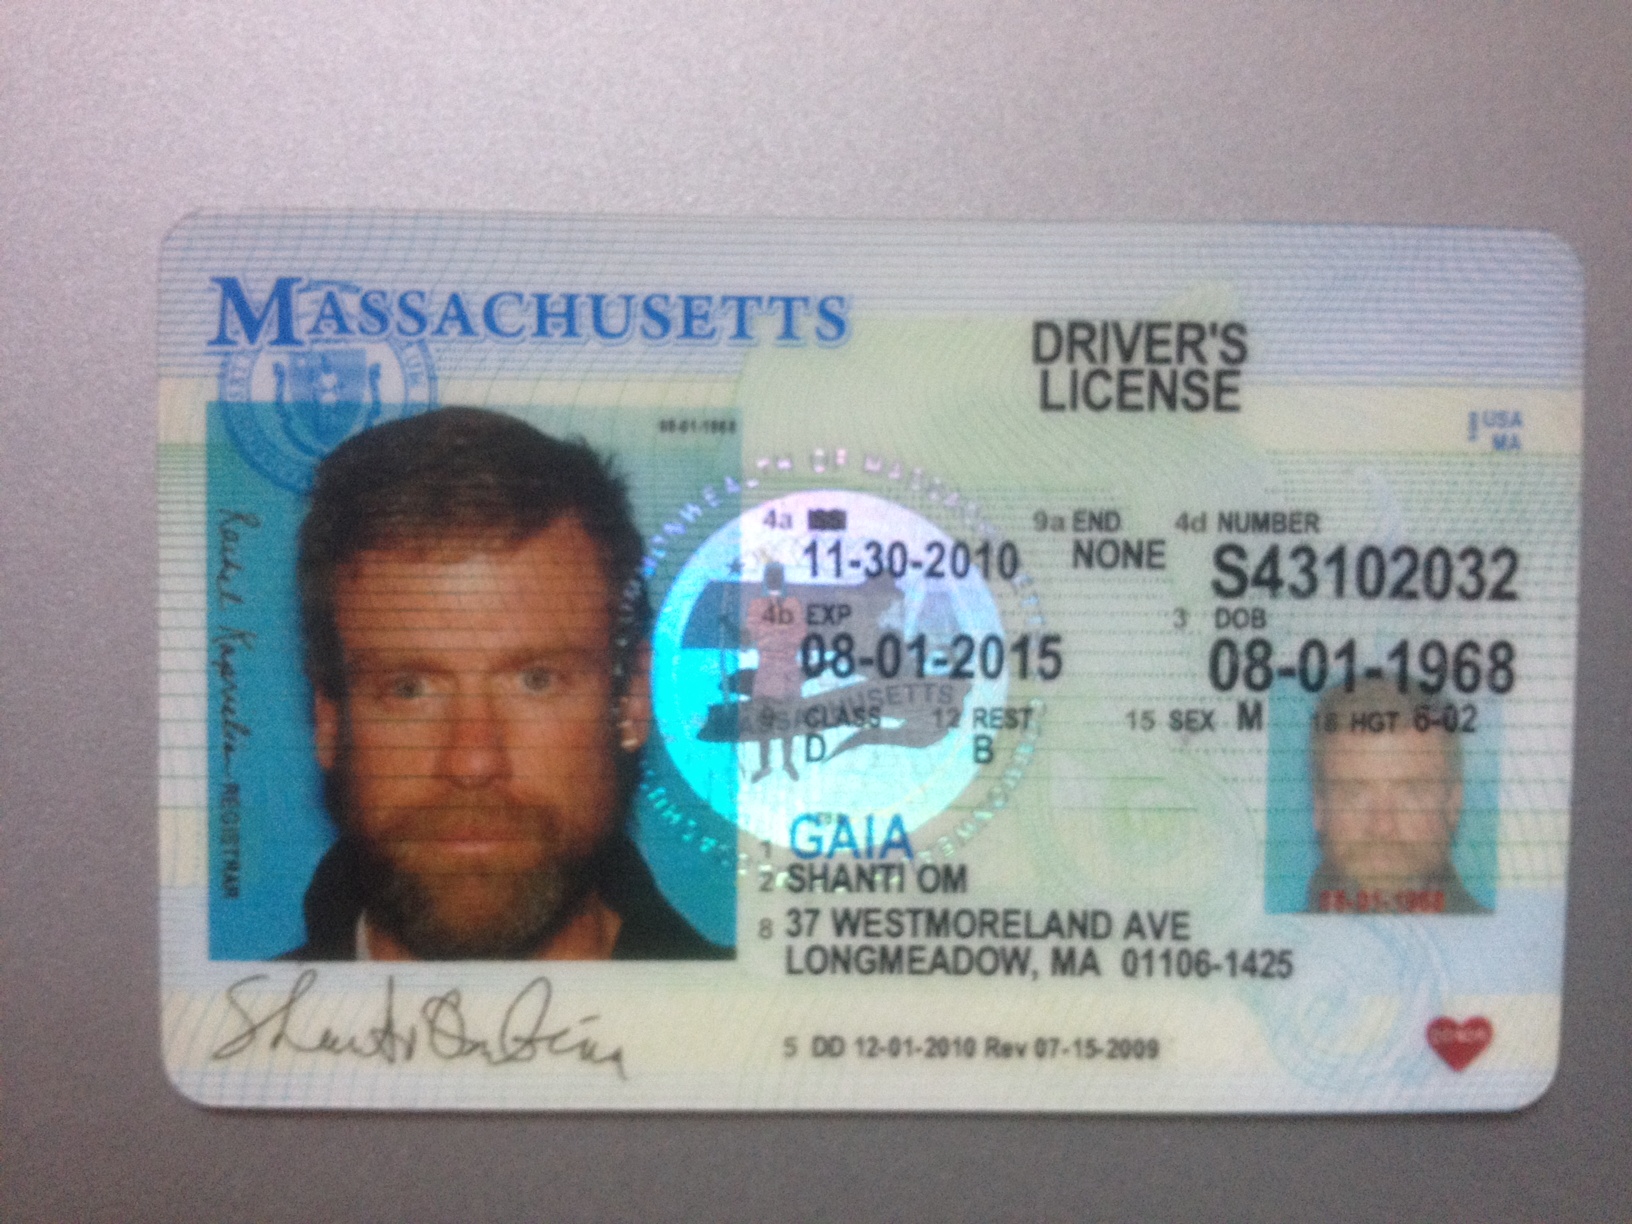 MASSACHUSETTS
DRIVER'S
LICENSE
USA
MA
4a ISS
11-30-2010
9a END
NONE
4d NUMBER
S43102032
4b EXP
08-01-2015
3 DOB
08-01-1968
9 CLASS
D
12 REST
B
15 SEX M
16 HGT 6-02
1 GAIA
2 SHANTI OM
8 37 WESTMORELAND AVE
LONGMEADOW, MA 01106-1425
5 DD 12-01-2010 Rev 07-15-2009
08-01-1968
REGISTRAR